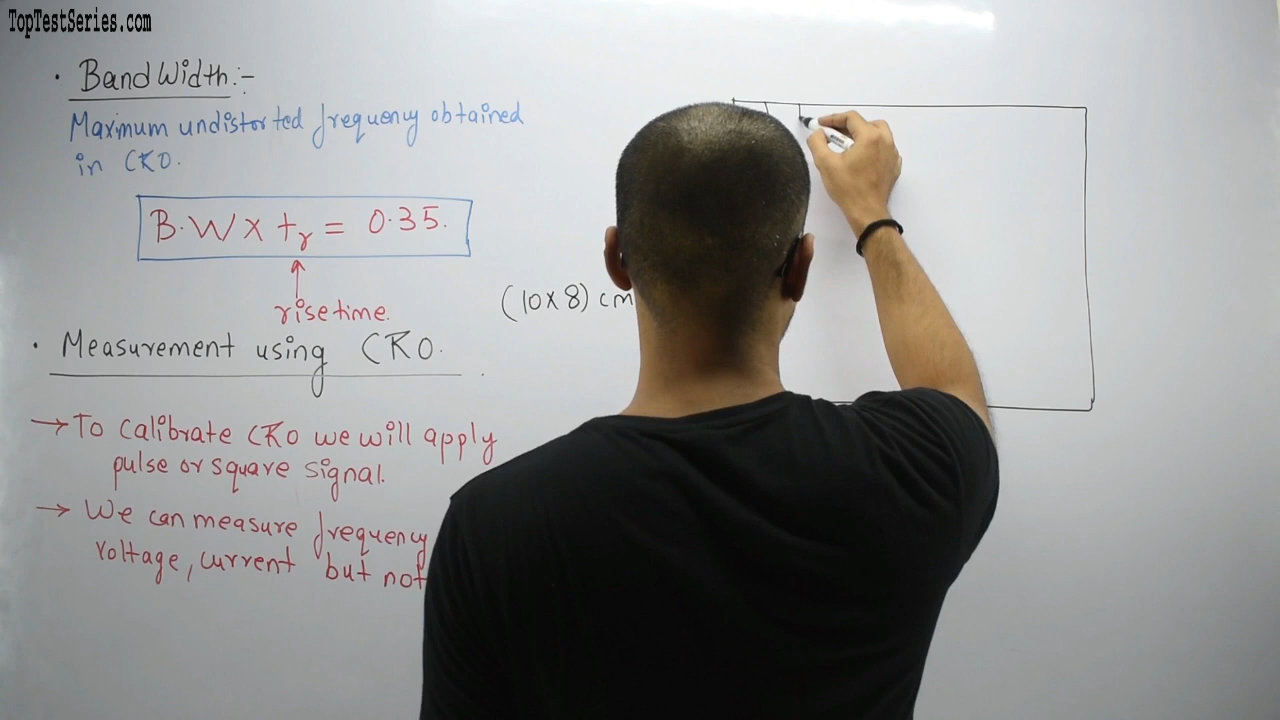 TopTestSeries.com
• BandWidth:-
Maximum undistorted frequency obtained
in CRO.
B.W x tr = 0.35.
↑
risetime.
(10x8) cm
• Measurement using CRO.
→ To calibrate CRO we will apply
pulse or square signal.
→ We can measure frequency
voltage, current but not